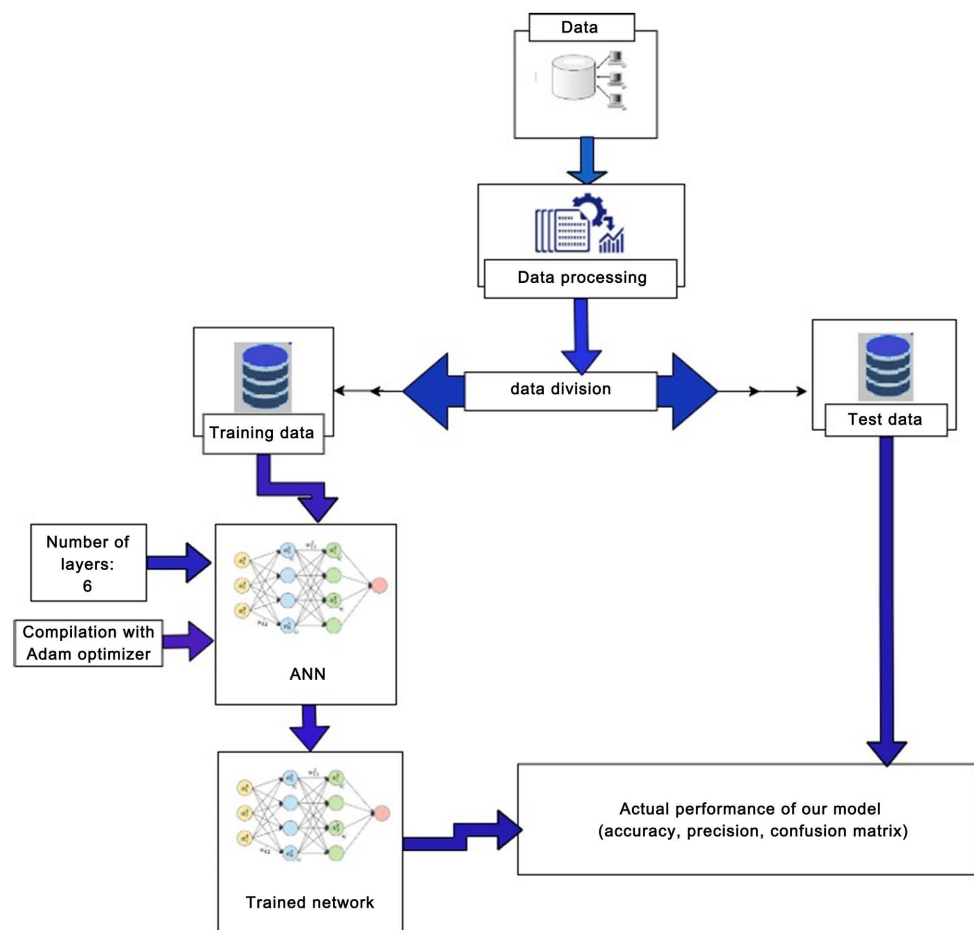 Data
Data processing
data division
Training data
Test data
Number of
layers:
6
Compilation with
Adam optimizer
ANN
Trained network
Actual performance of our model
(accuracy, precision, confusion matrix)